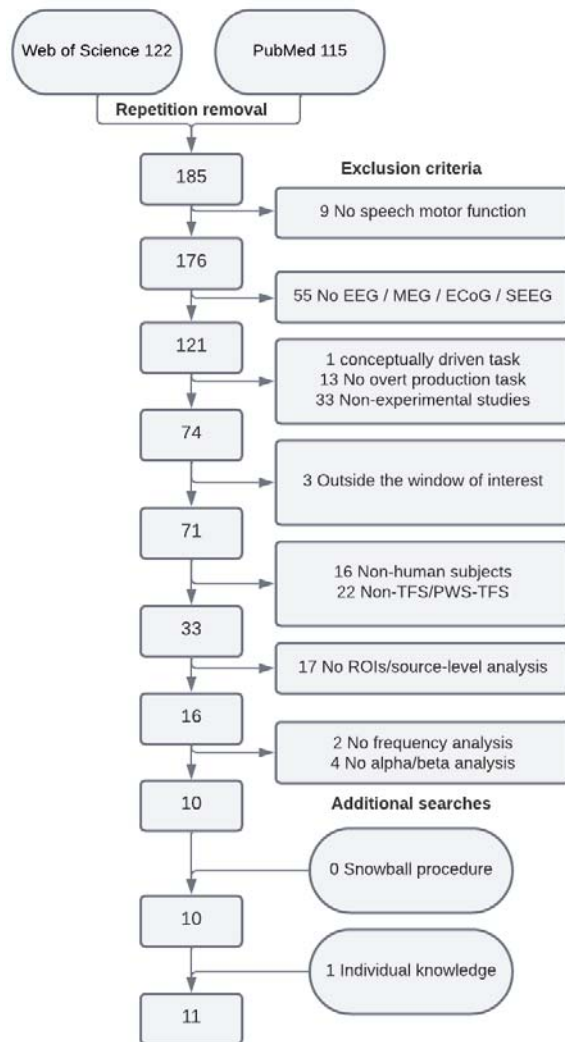 Web of Science 122
PubMed 115
Repetition removal
185
Exclusion criteria
9 No speech motor function
176
55 No EEG / MEG / ECoG / SEEG
121
1 conceptually driven task
13 No overt production task
33 Non-experimental studies
74
3 Outside the window of interest
71
16 Non-human subjects
22 Non-TFS/PWS-TFS
33
17 No ROIs/source-level analysis
16
2 No frequency analysis
4 No alpha/beta analysis
10
Additional searches
0 Snowball procedure
10
1 Individual knowledge
11